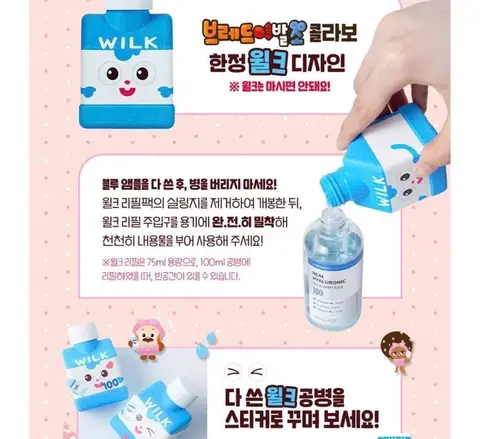 WILK
브레드이발소 콜라보
한정 윌크 디자인
※ 윌크는 마시면 안돼요!
WILK
블루 앰플을 다 쓴 후, 병을 버리지 마세요!
윌크 리필팩의 실링지를 제거하여 개봉한 뒤,
윌크 리필 주입구를 용기에 완.전.히 밀착해
천천히 내용물을 부어 사용해 주세요!
※윌크 리필은 75ml 용량으로, 100ml 공병에
리필하였을 때, 빈공간이 있을 수 있습니다.
REAL
HYALURONIC
BLUE AMPOULE
100
WILK
100
WILK
다 쓴 윌크 공병을
스티커로 꾸며 보세요!